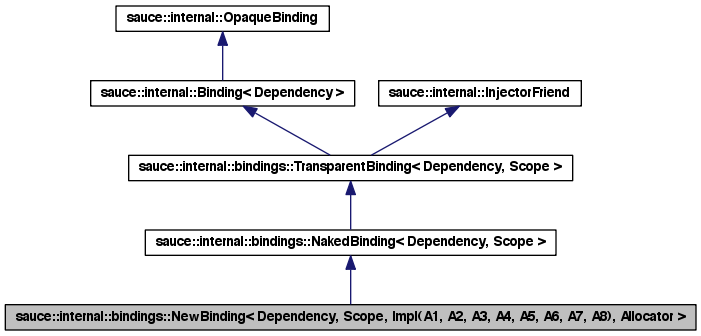 sauce::internal::OpaqueBinding
sauce::internal::Binding< Dependency >
sauce::internal::InjectorFriend
sauce::internal::bindings::TransparentBinding< Dependency, Scope >
sauce::internal::bindings::NakedBinding< Dependency, Scope >
sauce::internal::bindings::NewBinding< Dependency, Scope, Impl(A1, A2, A3, A4, A5, A6, A7, A8), Allocator >